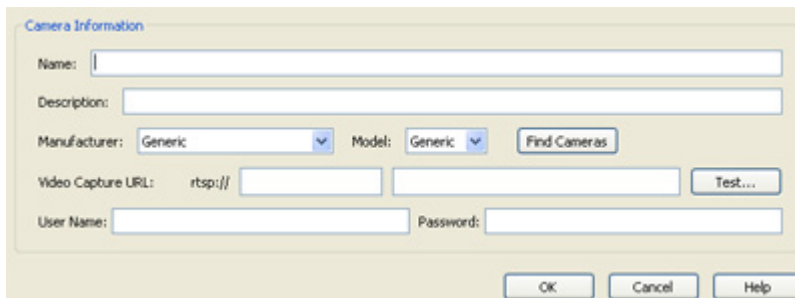 Camera Information
Name:
Description:
Manufacturer: Generic Model: Generic Find Cameras
Video Capture URL: rtsp:// Test...
User Name: Password:
OK Cancel Help